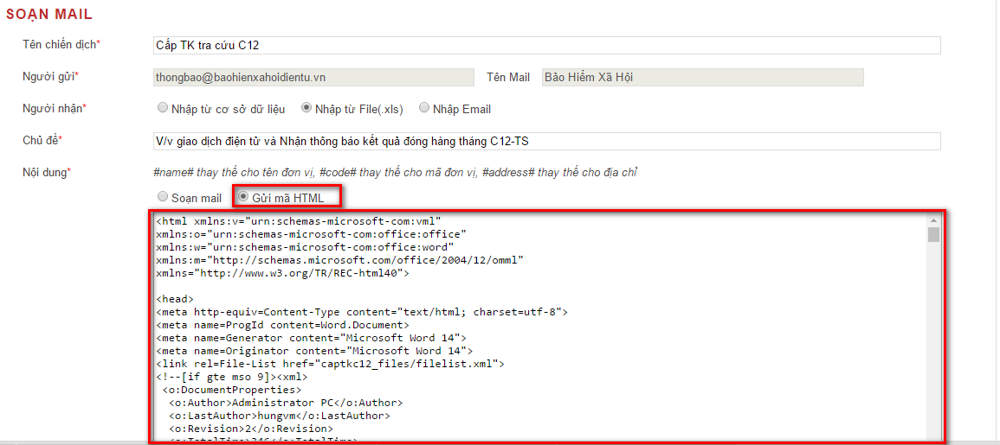 SOẠN MAIL
Tên chiến dịch* Cấp TK tra cứu C12
Người gửi* thongbao@baohienxahoidientu.vn Tên Mail Bảo Hiểm Xã Hội
Người nhận* Nhập từ cơ sở dữ liệu Nhập từ File(.xls) Nhập Email
Chủ đề* V/v giao dịch điện tử và Nhận thông báo kết quả đóng hàng tháng C12-TS
Nội dung* #name# thay thế cho tên đơn vị, #code# thay thế cho mã đơn vị, #address# thay thế cho địa chỉ
Soạn mail Gửi mã HTML
<html xmlns:v="urn:schemas-microsoft-com:vml"
xmlns:o="urn:schemas-microsoft-com:office:office"
xmlns:w="urn:schemas-microsoft-com:office:word"
xmlns:m="http://schemas.microsoft.com/office/2004/12/omml"
xmlns="http://www.w3.org/TR/REC-html40">
<head>
<meta http-equiv=Content-Type content="text/html; charset=utf-8">
<meta name=ProgId content=Word.Document>
<meta name=Generator content="Microsoft Word 14">
<meta name=Originator content="Microsoft Word 14">
<link rel=File-List href="captkc12_files/filelist.xml">
<!--[if gte mso 9]><xml>
<o:DocumentProperties>
<o:Author>Administrator PC</o:Author>
<o:LastAuthor>hungvm</o:LastAuthor>
<o:Revision>2</o:Revision>
<o:TotalTime>346</o:TotalTime>